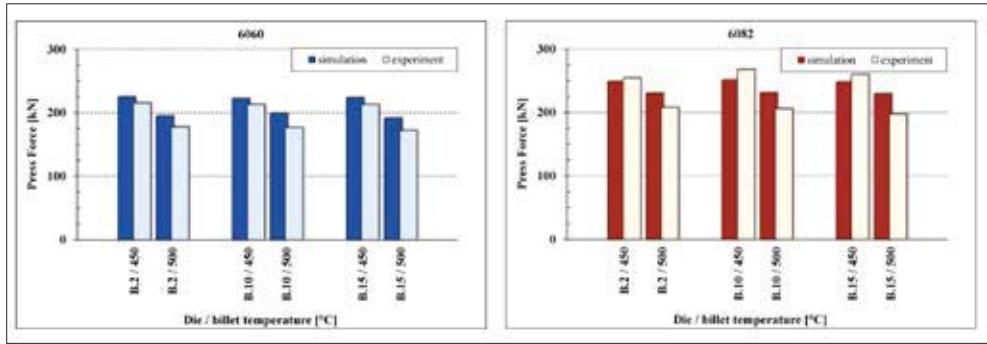 6060
simulation experiment
300
200
100
0
Press Force [kN]
B.2 / 450
B.2 / 500
B.10 / 450
B.10 / 500
B.15 / 450
B.15 / 500
Die / billet temperature [°C]
6082
simulation experiment
300
200
100
0
Press Force [kN]
B.2 / 450
B.2 / 500
B.10 / 450
B.10 / 500
B.15 / 450
B.15 / 500
Die / billet temperature [°C]